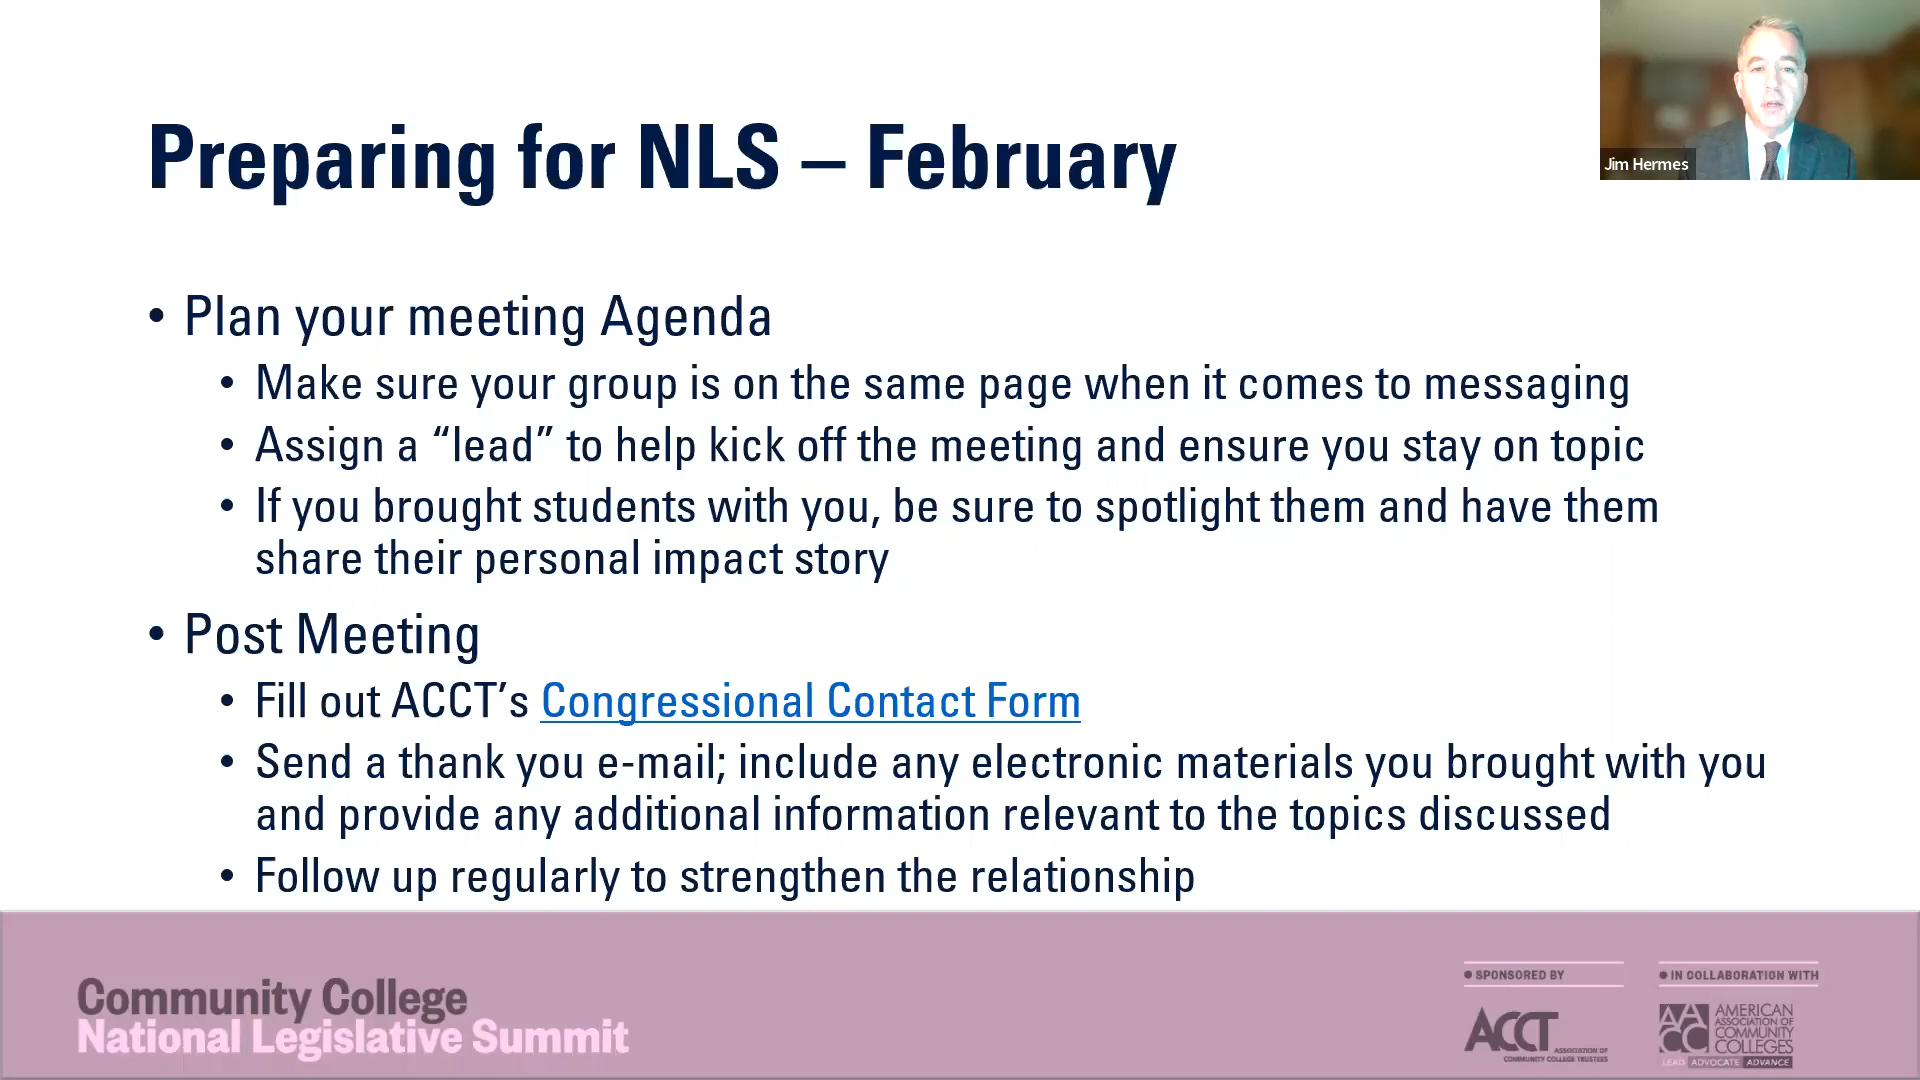 Jim Hermes
Preparing for NLS – February
• Plan your meeting Agenda
• Make sure your group is on the same page when it comes to messaging
• Assign a “lead” to help kick off the meeting and ensure you stay on topic
• If you brought students with you, be sure to spotlight them and have them
share their personal impact story
• Post Meeting
• Fill out ACCT’s Congressional Contact Form
• Send a thank you e-mail; include any electronic materials you brought with you
and provide any additional information relevant to the topics discussed
• Follow up regularly to strengthen the relationship
Community College
National Legislative Summit
• SPONSORED BY
ACCT
ASSOCIATION OF
COMMUNITY COLLEGE TRUSTEES
• IN COLLABORATION WITH
AACC
AMERICAN
ASSOCIATION OF
COMMUNITY
COLLEGES
LEAD ADVOCATE ADVANCE